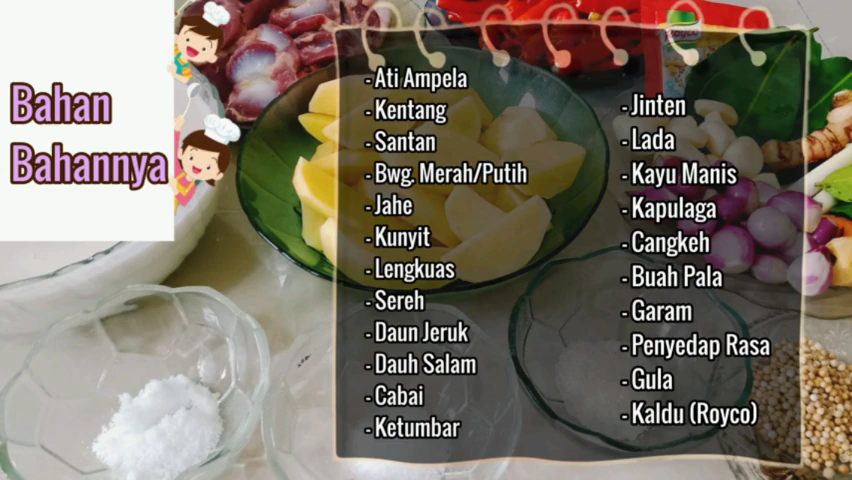 Bahan
Bahannya
- Ati Ampela
- Kentang
- Santan
- Bwg. Merah/Putih
- Jahe
- Kunyit
- Lengkuas
- Sereh
- Daun Jeruk
- Dauh Salam
- Cabai
- Ketumbar
- Jinten
- Lada
- Kayu Manis
- Kapulaga
- Cangkeh
- Buah Pala
- Garam
- Penyedap Rasa
- Gula
- Kaldu (Royco)